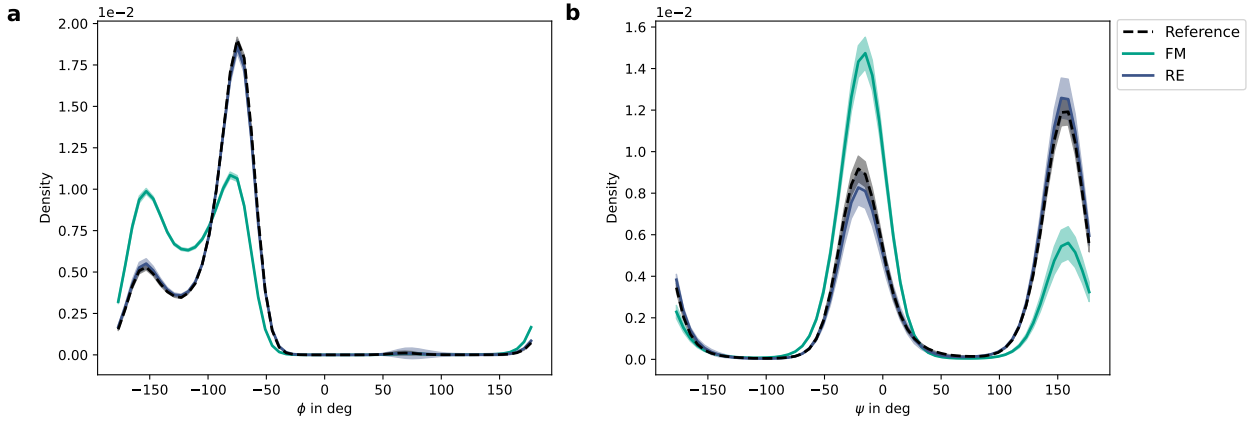 a
1e−2
2.00
1.75
1.50
1.25
1.00
0.75
0.50
0.25
0.00
Density
−150 −100 −50 0 50 100 150
ϕ in deg
b
1e−2
1.6
1.4
1.2
1.0
0.8
0.6
0.4
0.2
0.0
Density
−150 −100 −50 0 50 100 150
ψ in deg
Reference
FM
RE